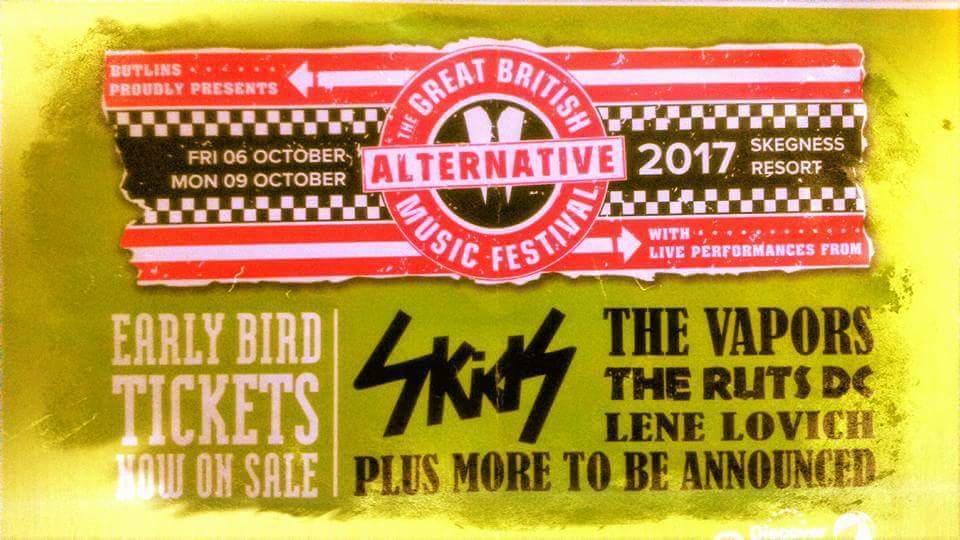 BUTLINS
PROUDLY PRESENTS
FRI 06 OCTOBER
MON 09 OCTOBER
THE GREAT BRITISH
ALTERNATIVE
MUSIC FESTIVAL
2017
SKEGNESS
RESORT
WITH
LIVE PERFORMANCES FROM
EARLY BIRD
TICKETS
NOW ON SALE
SKIDS
THE VAPORS
THE RUTS DC
LENE LOVICH
PLUS MORE TO BE ANNOUNCED